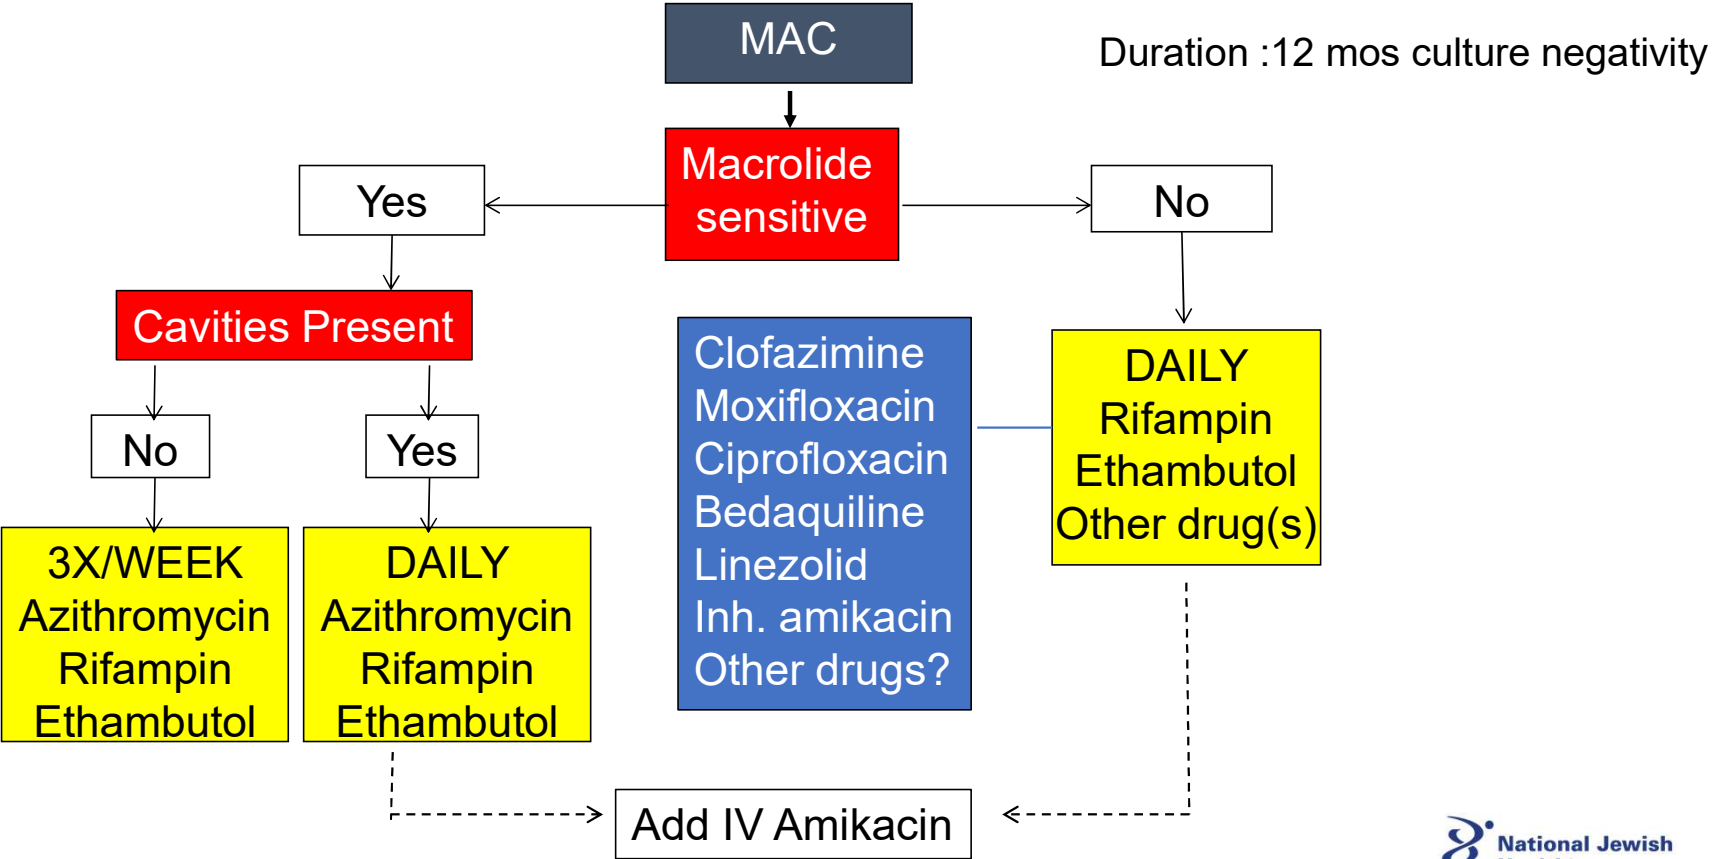 MAC
Duration :12 mos culture negativity
Macrolide
sensitive
Yes
No
Cavities Present
No
Yes
3X/WEEK
Azithromycin
Rifampin
Ethambutol
DAILY
Azithromycin
Rifampin
Ethambutol
Clofazimine
Moxifloxacin
Ciprofloxacin
Bedaquiline
Linezolid
Inh. amikacin
Other drugs?
DAILY
Rifampin
Ethambutol
Other drug(s)
Add IV Amikacin
National Jewish